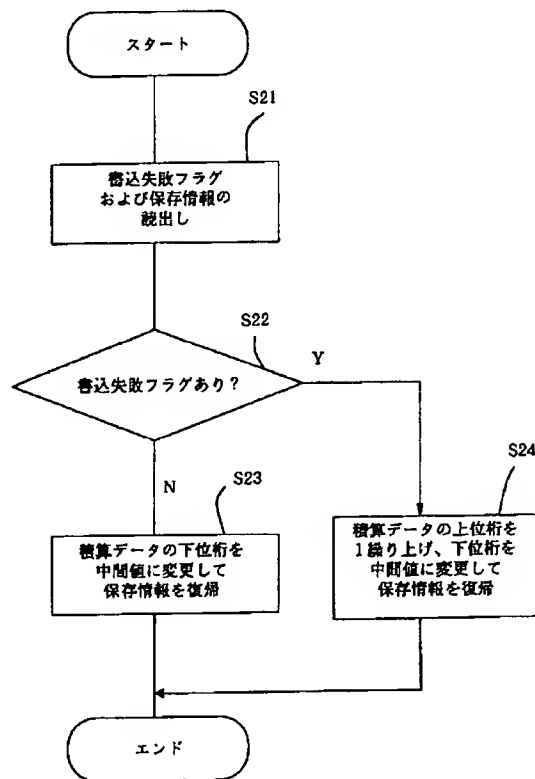 スタート
S21
書込失敗フラグ
および保存情報の
読出し
S22
書込失敗フラグあり?
Y
N
S23
積算データの下位桁を
中間値に変更して
保存情報を復帰
S24
積算データの上位桁を
1繰り上げ、下位桁を
中間値に変更して
保存情報を復帰
エンド